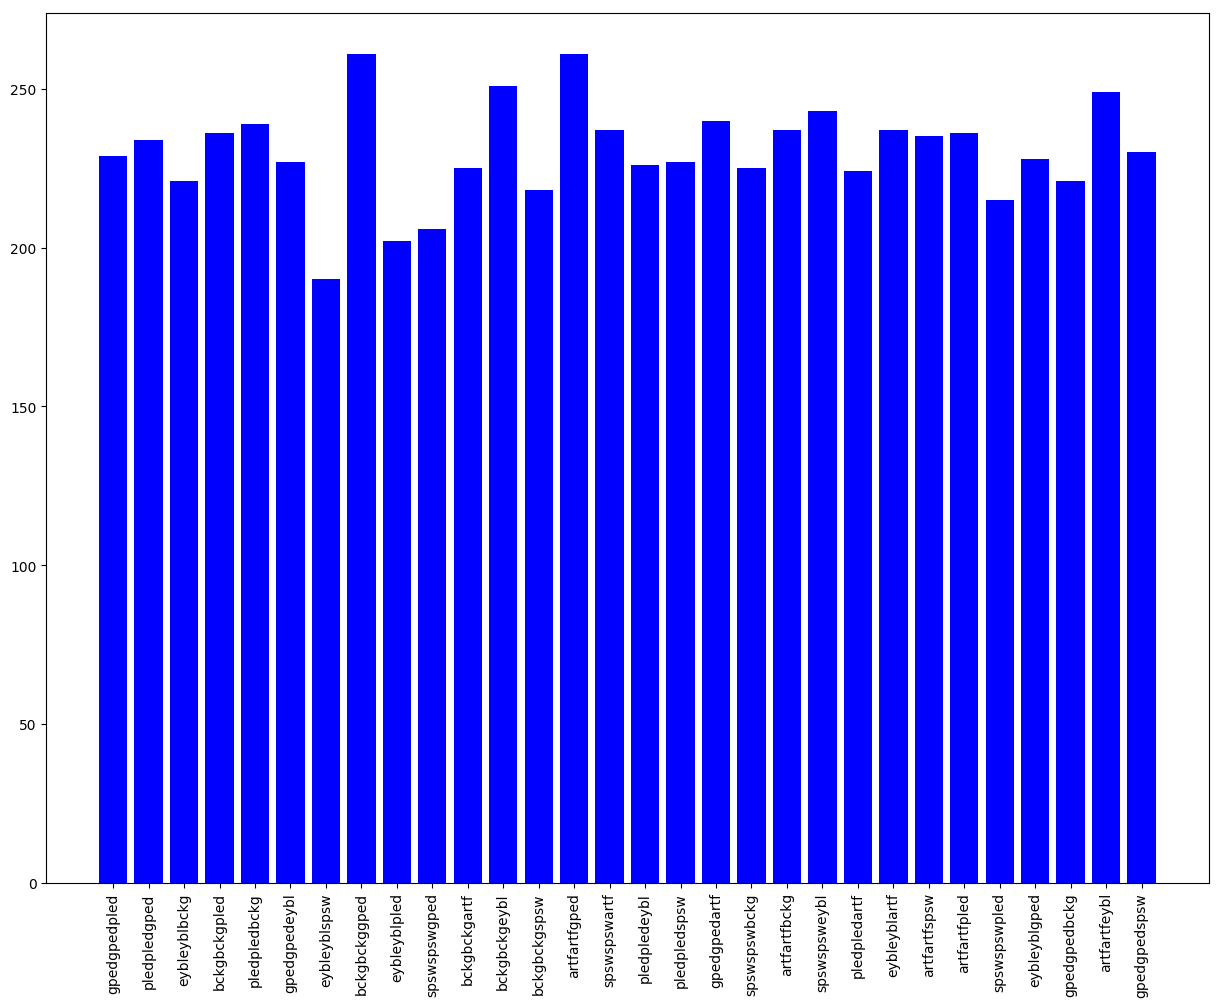 250
200
150
100
50
0
gpedgpedpled
pledpledgped
eybleyblbckg
bckgbckgpled
pledpledbckg
gpedgpedeybl
eybleyblspsw
bckgbckggped
eybleyblpled
spswspswgped
bckgbckgartf
bckgbckgeybl
bckgbckgspsw
artfartfgped
spswspswartf
pledpledeybl
pledpledspsw
gpedgpedartf
spswspswbckg
artfartfbckg
spswspsweybl
pledpledartf
eybleyblartf
artfartfspsw
artfartfpled
spswspswpled
eybleyblgped
gpedgpedbckg
artfartfeybl
gpedgpedspsw